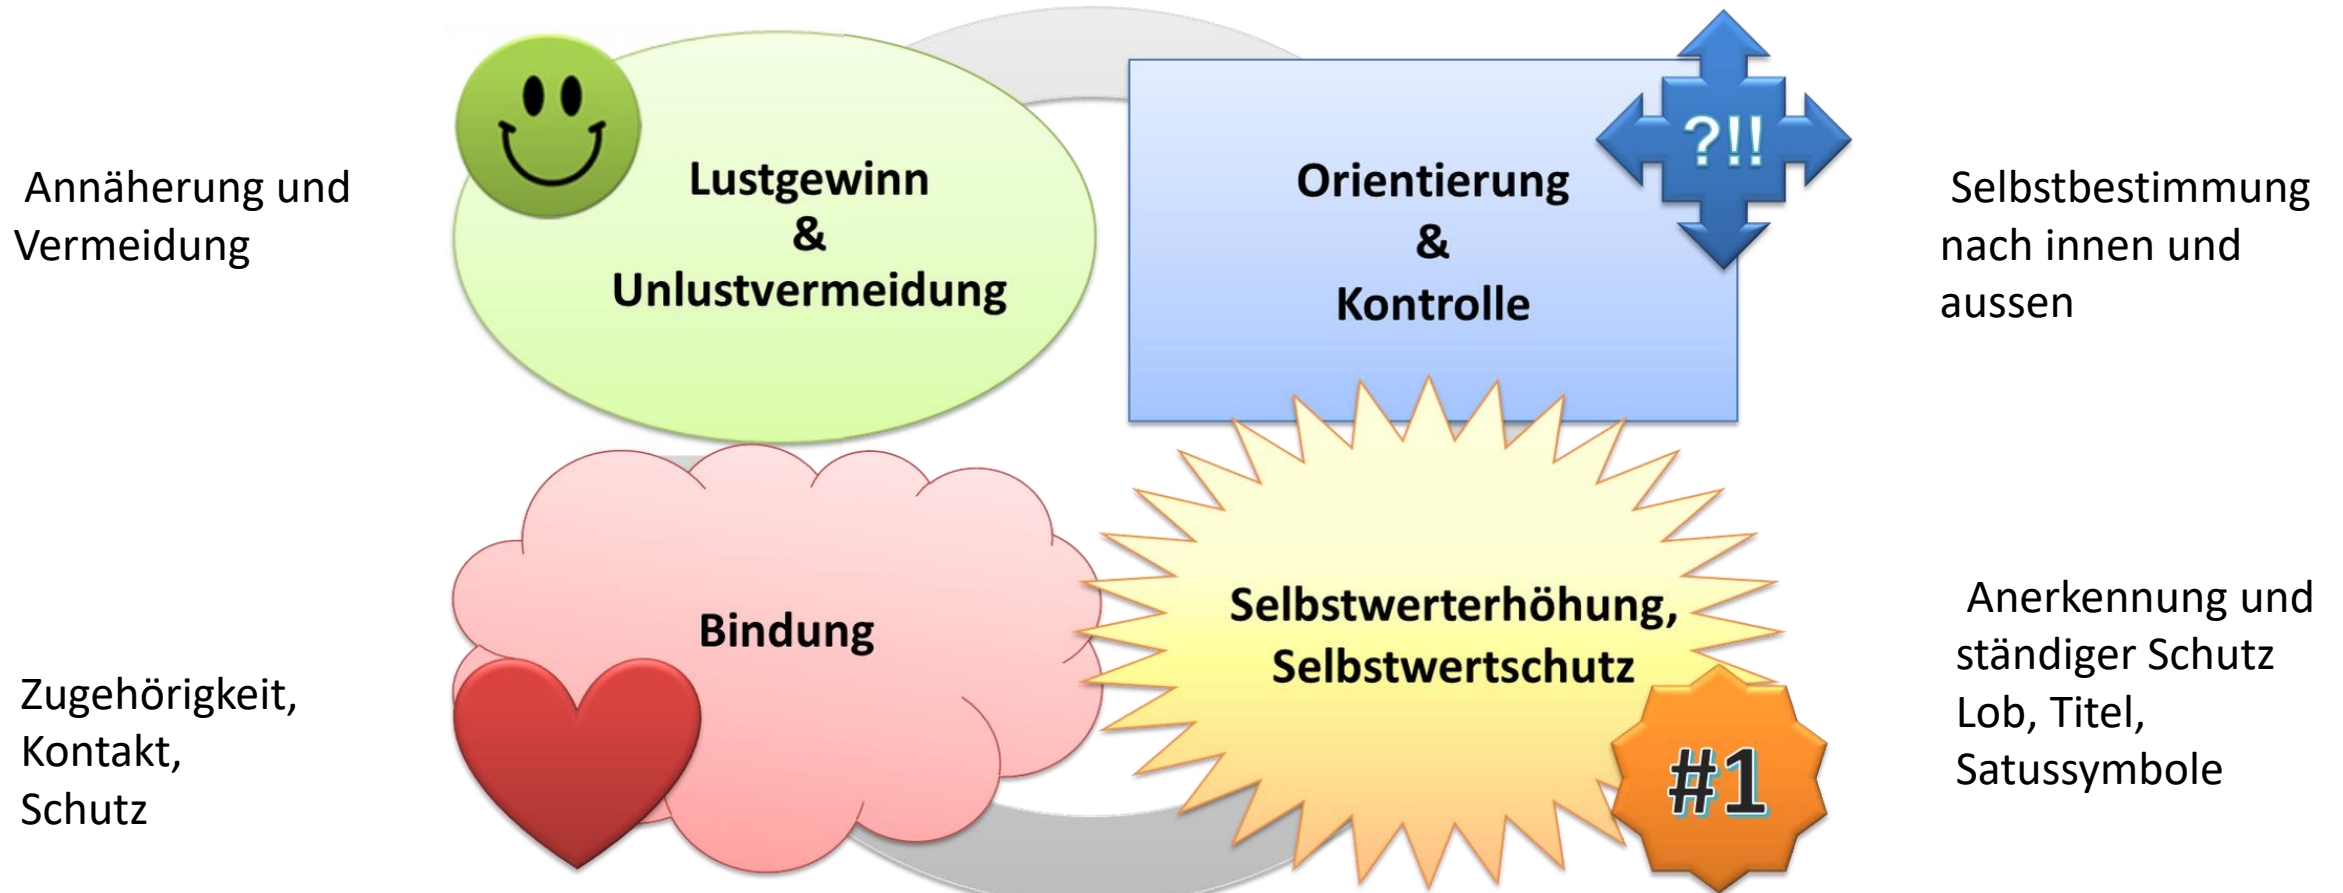 Annäherung und
Vermeidung
Lustgewinn
&
Unlustvermeidung
Orientierung
&
Kontrolle
?!!
Selbstbestimmung
nach innen und
aussen
Zugehörigkeit,
Kontakt,
Schutz
Bindung
Selbstwerterhöhung,
Selbstwertschutz
#1
Anerkennung und
ständiger Schutz
Lob, Titel,
Satussymbole